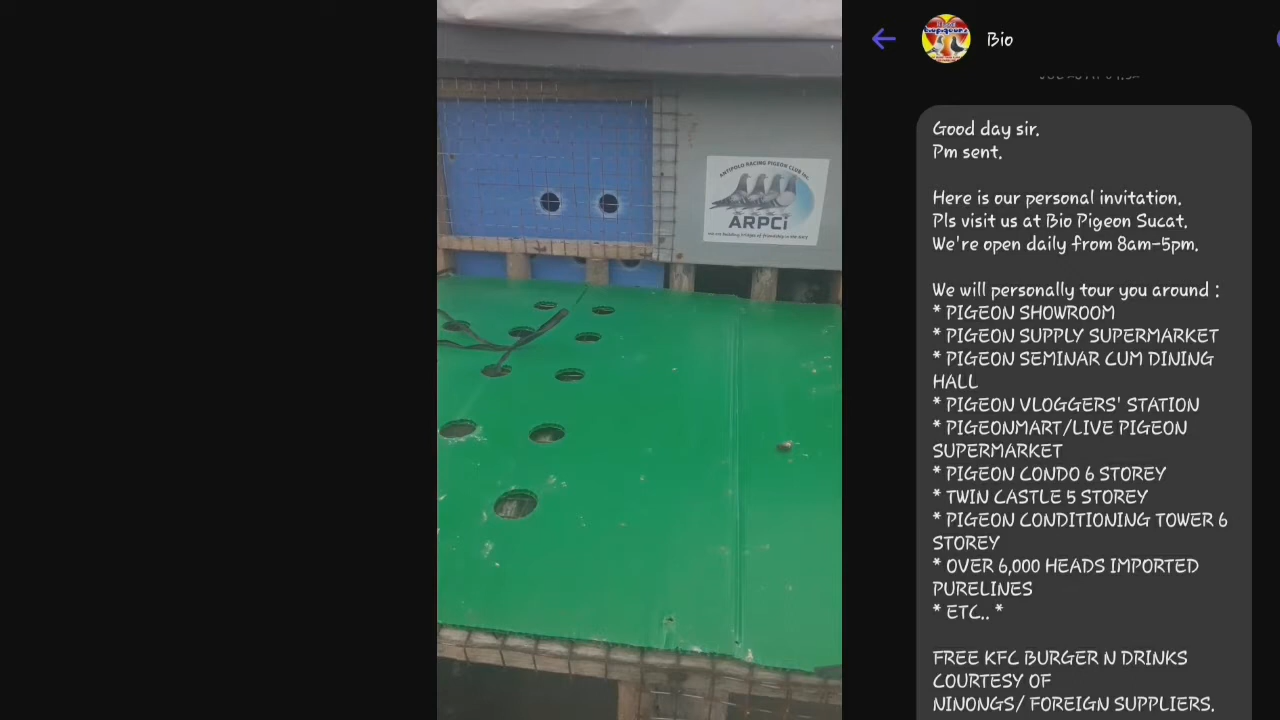 ANTIPOLO RACING PIGEON CLUB INC.
ARPCi
Bio
Good day sir.
Pm sent.
Here is our personal invitation.
Pls visit us at Bio Pigeon Sucat.
We're open daily from 8am-5pm.
We will personally tour you around :
* PIGEON SHOWROOM
* PIGEON SUPPLY SUPERMARKET
* PIGEON SEMINAR CUM DINING
HALL
* PIGEON VLOGGERS' STATION
* PIGEONMART/LIVE PIGEON
SUPERMARKET
* PIGEON CONDO 6 STOREY
* TWIN CASTLE 5 STOREY
* PIGEON CONDITIONING TOWER 6
STOREY
* OVER 6,000 HEADS IMPORTED
PURELINES
* ETC.. *
FREE KFC BURGER N DRINKS
COURTESY OF
NINONGS/ FOREIGN SUPPLIERS.